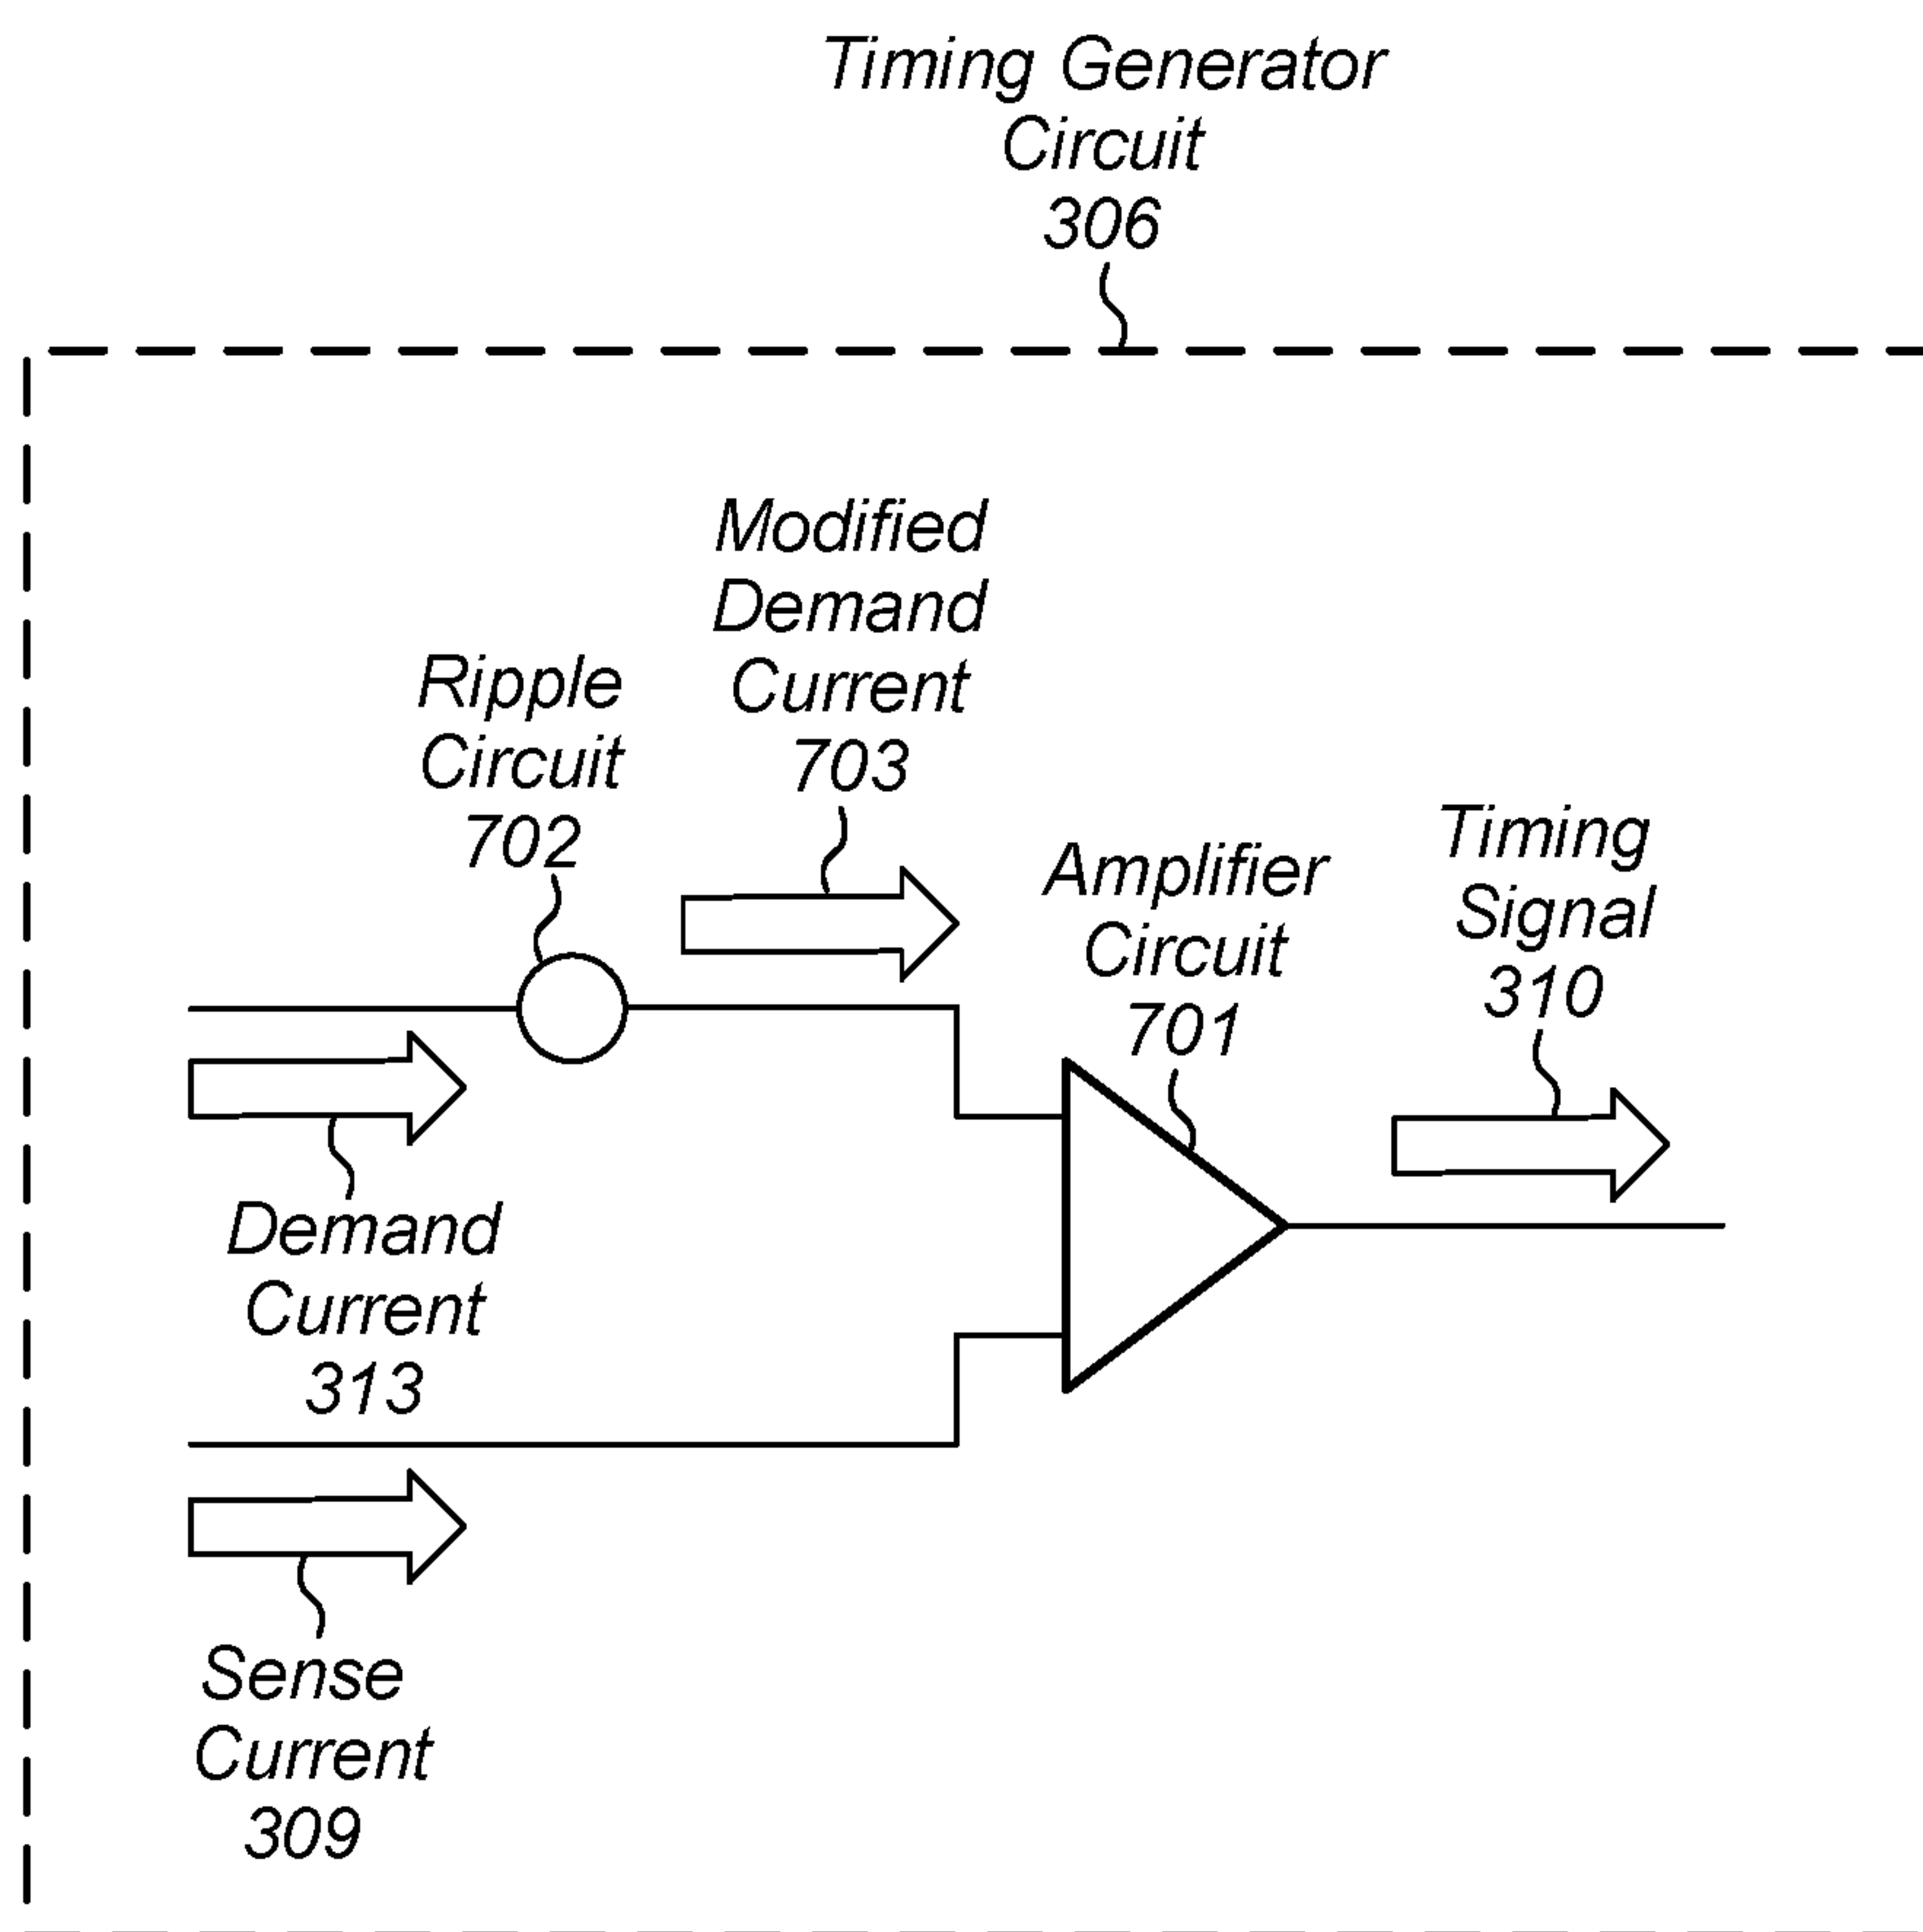 Timing Generator
Circuit
306
Modified
Demand
Current
703
Ripple
Circuit
702
Amplifier
Circuit
701
Timing
Signal
310
Demand
Current
313
Sense
Current
309